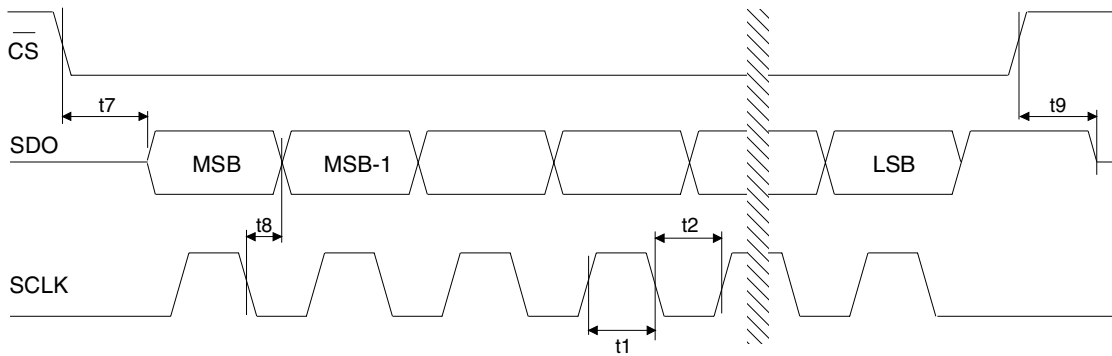 CS
t7
t9
SDO
MSB
MSB-1
LSB
t8
t2
SCLK
t1